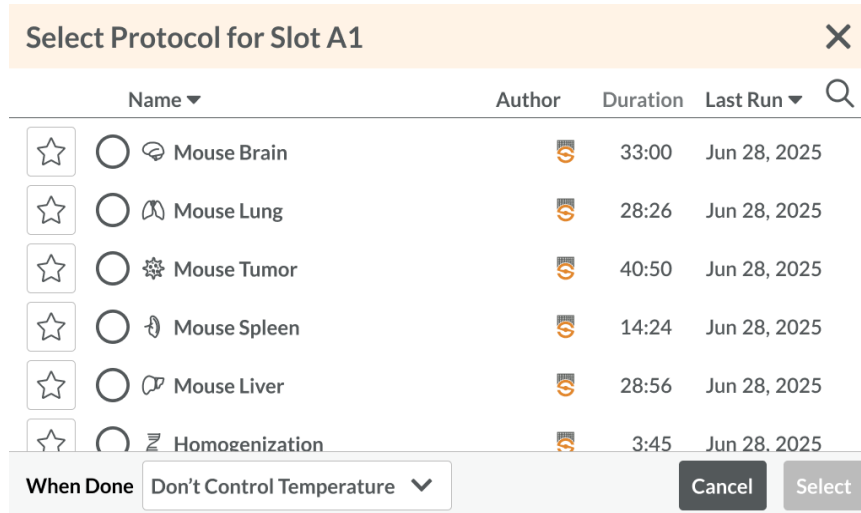 Select Protocol for Slot A1
Name Author Duration Last Run
Mouse Brain 33:00 Jun 28, 2025
Mouse Lung 28:26 Jun 28, 2025
Mouse Tumor 40:50 Jun 28, 2025
Mouse Spleen 14:24 Jun 28, 2025
Mouse Liver 28:56 Jun 28, 2025
Homogenization 3:45 Jun 28, 2025
When Done Don’t Control Temperature Cancel Select